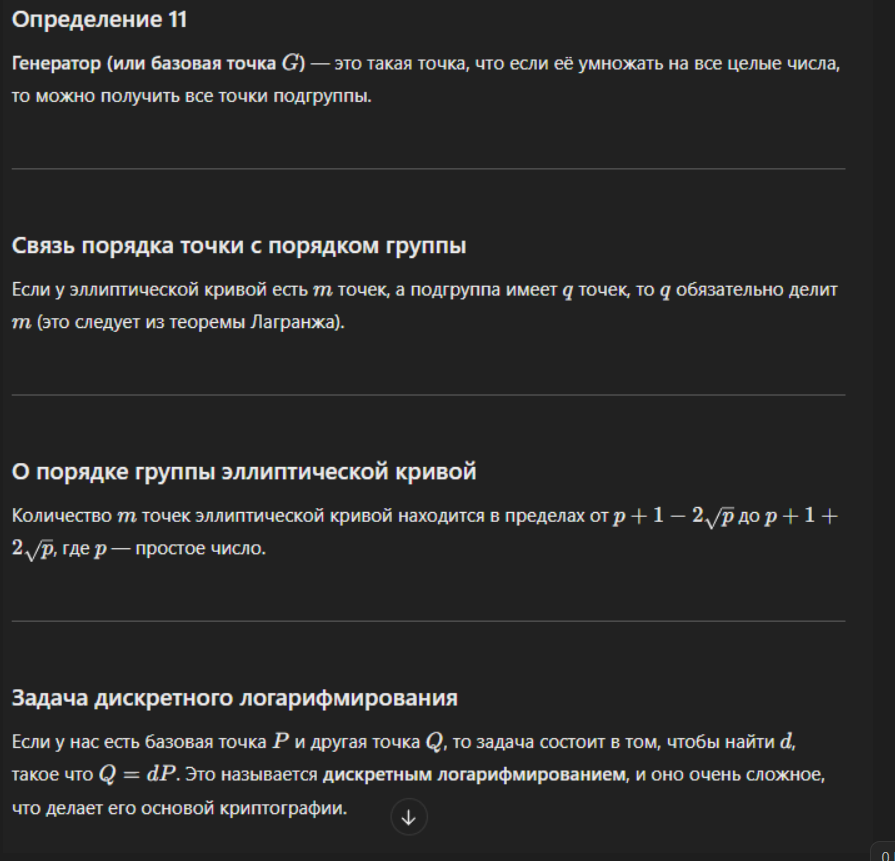 Определение 11
Генератор (или базовая точка G) — это такая точка, что если её умножать на все целые числа,
то можно получить все точки подгруппы.
Связь порядка точки с порядком группы
Если у эллиптической кривой есть m точек, а подгруппа имеет q точек, то q обязательно делит
m (это следует из теоремы Лагранжа).
О порядке группы эллиптической кривой
Количество m точек эллиптической кривой находится в пределах от p + 1 − 2√p до p + 1 +
2√p, где p — простое число.
Задача дискретного логарифмирования
Если у нас есть базовая точка P и другая точка Q, то задача состоит в том, чтобы найти d,
такое что Q = dP. Это называется дискретным логарифмированием, и оно очень сложное,
что делает его основой криптографии.